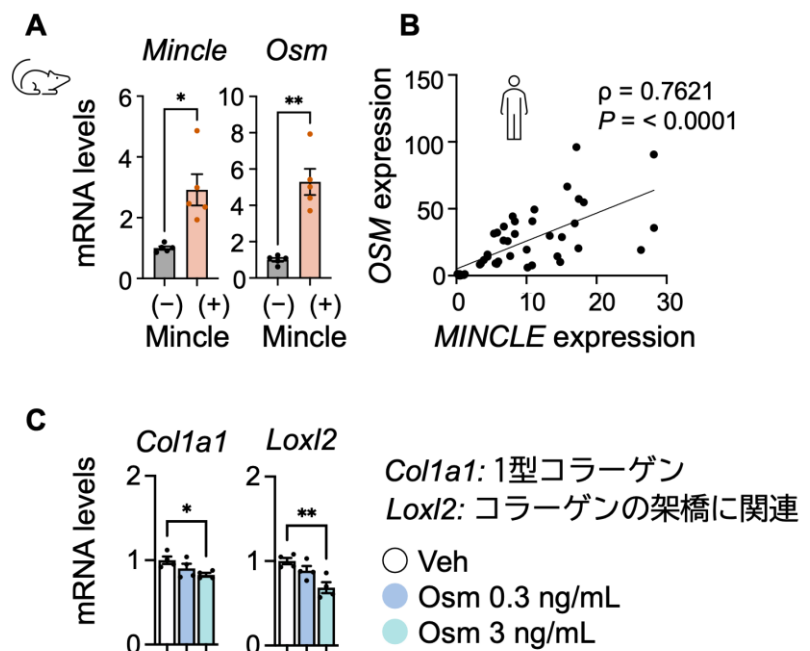 A
Mincle
Osm
*
**
mRNA levels
6
4
2
0
10
8
6
4
2
0
(−) (+)
Mincle
(−) (+)
Mincle
B
ρ = 0.7621
P = < 0.0001
OSM expression
150
100
50
0
0 10 20 30
MINCLE expression
C
Col1a1
Loxl2
*
**
mRNA levels
2
1
0
2
1
0
Col1a1: 1型コラーゲン
Loxl2: コラーゲンの架橋に関連
Veh
Osm 0.3 ng/mL
Osm 3 ng/mL